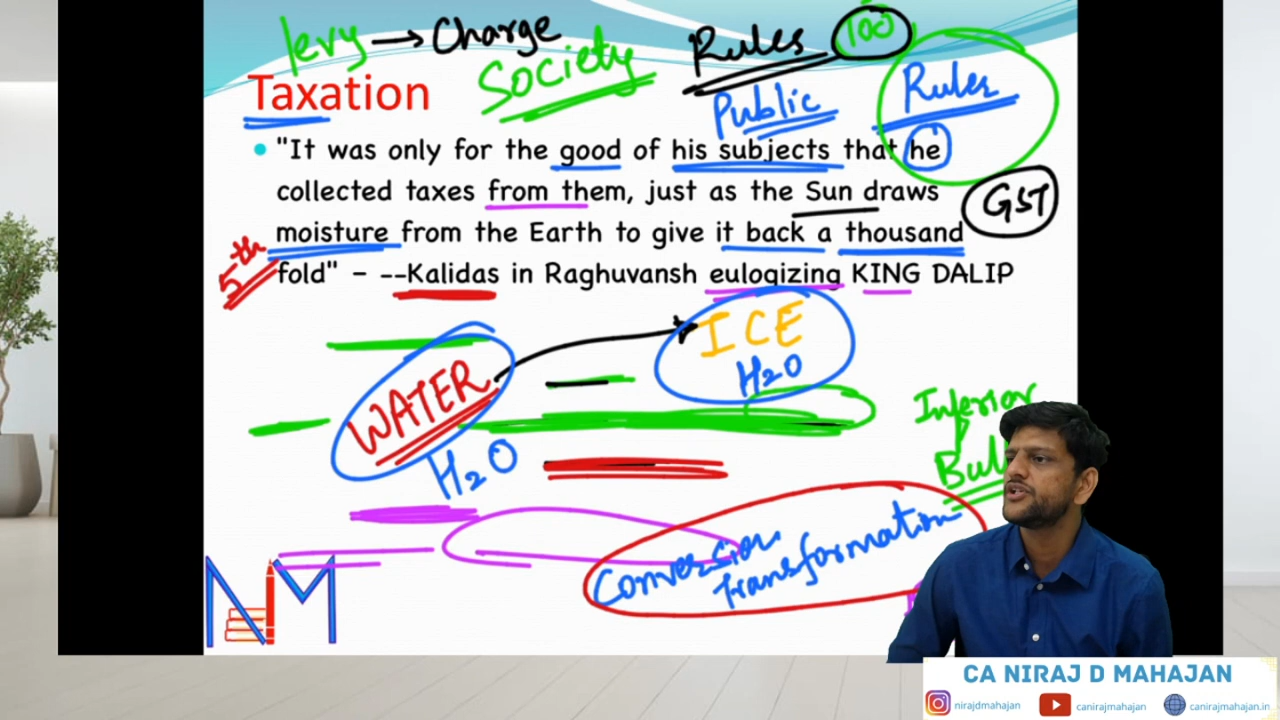 levy → Charge
Society
Rules 100
Taxation
Public
Rules
• "It was only for the good of his subjects that he
collected taxes from them, just as the Sun draws
GST
moisture from the Earth to give it back a thousand
5th
fold" - --Kalidas in Raghuvansh eulogizing KING DALIP
ICE
H2O
WATER
H2O
Inferior
Conversion
Transformation
NM
CA NIRAJ D MAHAJAN
nirajdmahajan
canirajmahajan
canirajmahajan.in